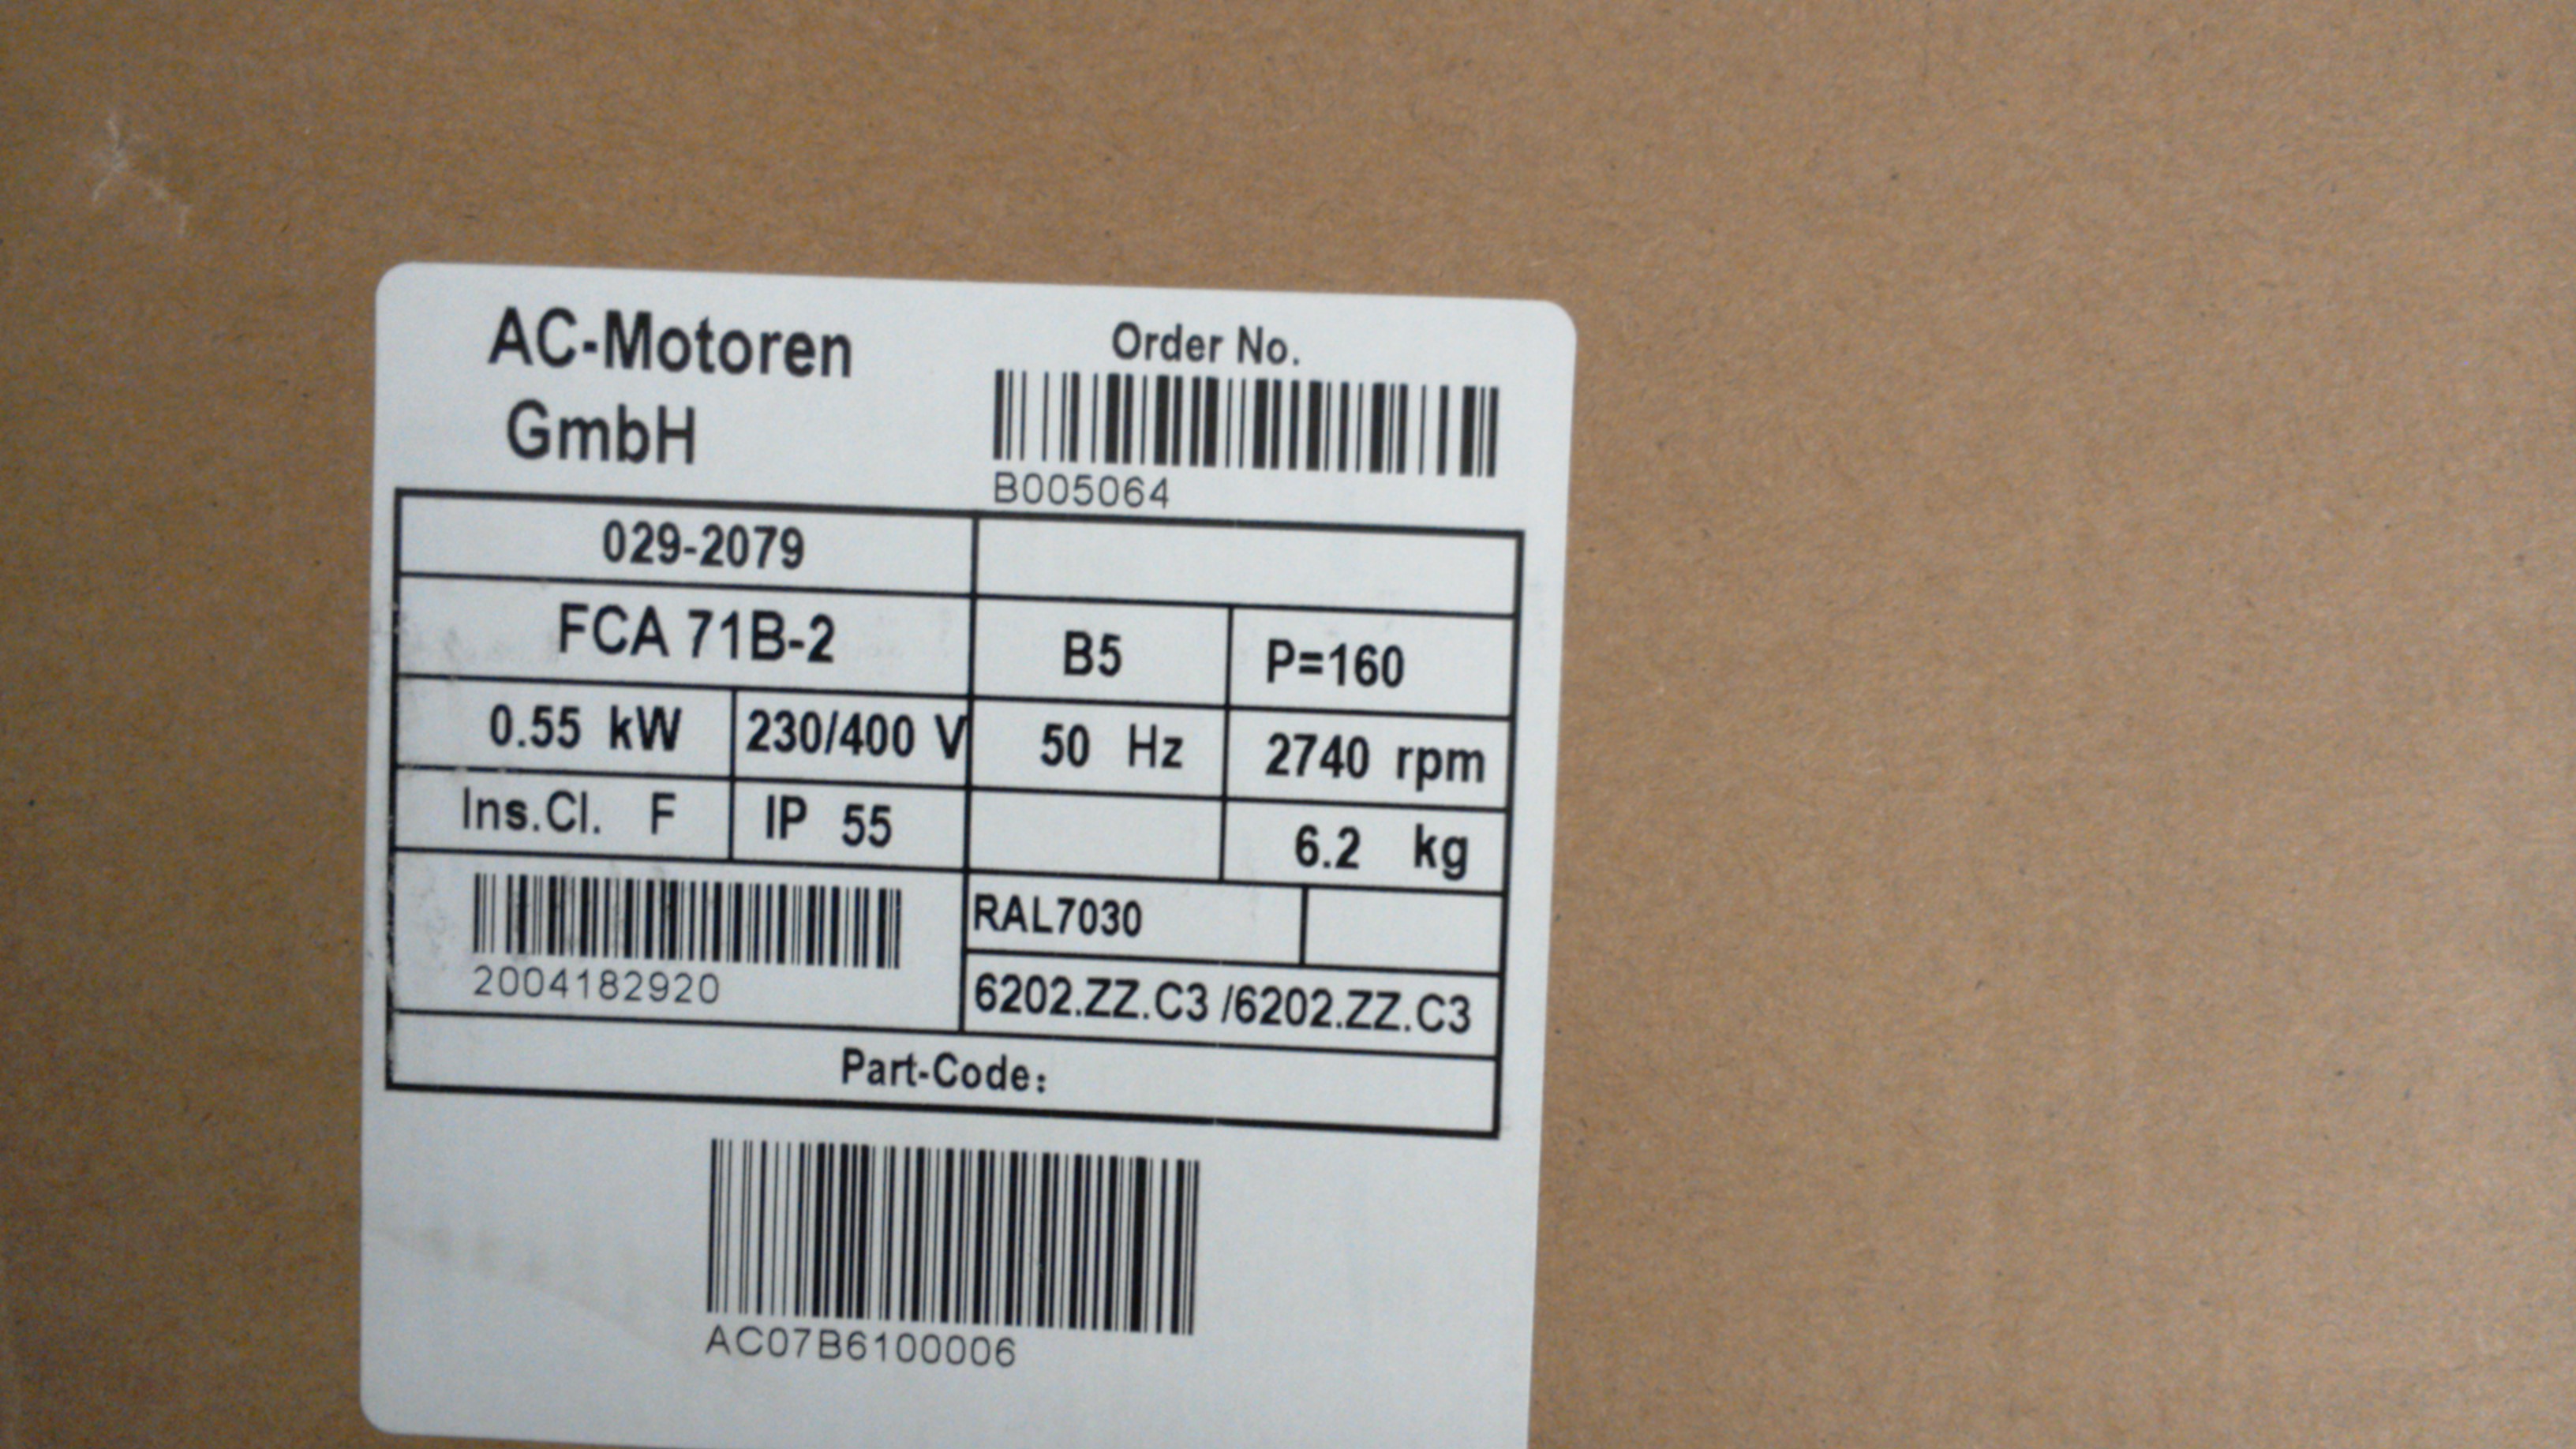 AC-Motoren
GmbH
Order No.
B005064
029-2079
FCA 71B-2
B5
P=160
0.55 kW
230/400 V
50 Hz
2740 rpm
Ins.Cl. F
IP 55
6.2 kg
2004182920
RAL7030
6202.ZZ.C3 /6202.ZZ.C3
Part-Code:
AC07B6100006